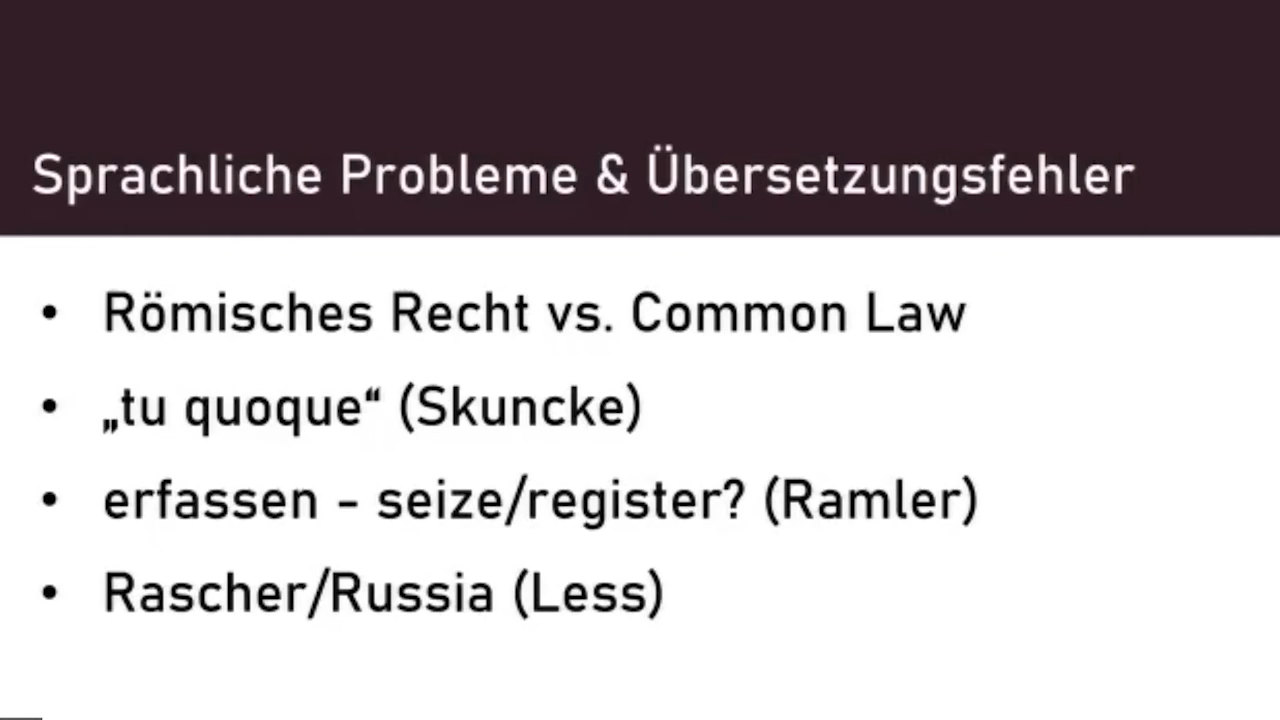 Sprachliche Probleme & Übersetzungsfehler
• Römisches Recht vs. Common Law
• „tu quoque“ (Skuncke)
• erfassen - seize/register? (Ramler)
• Rascher/Russia (Less)